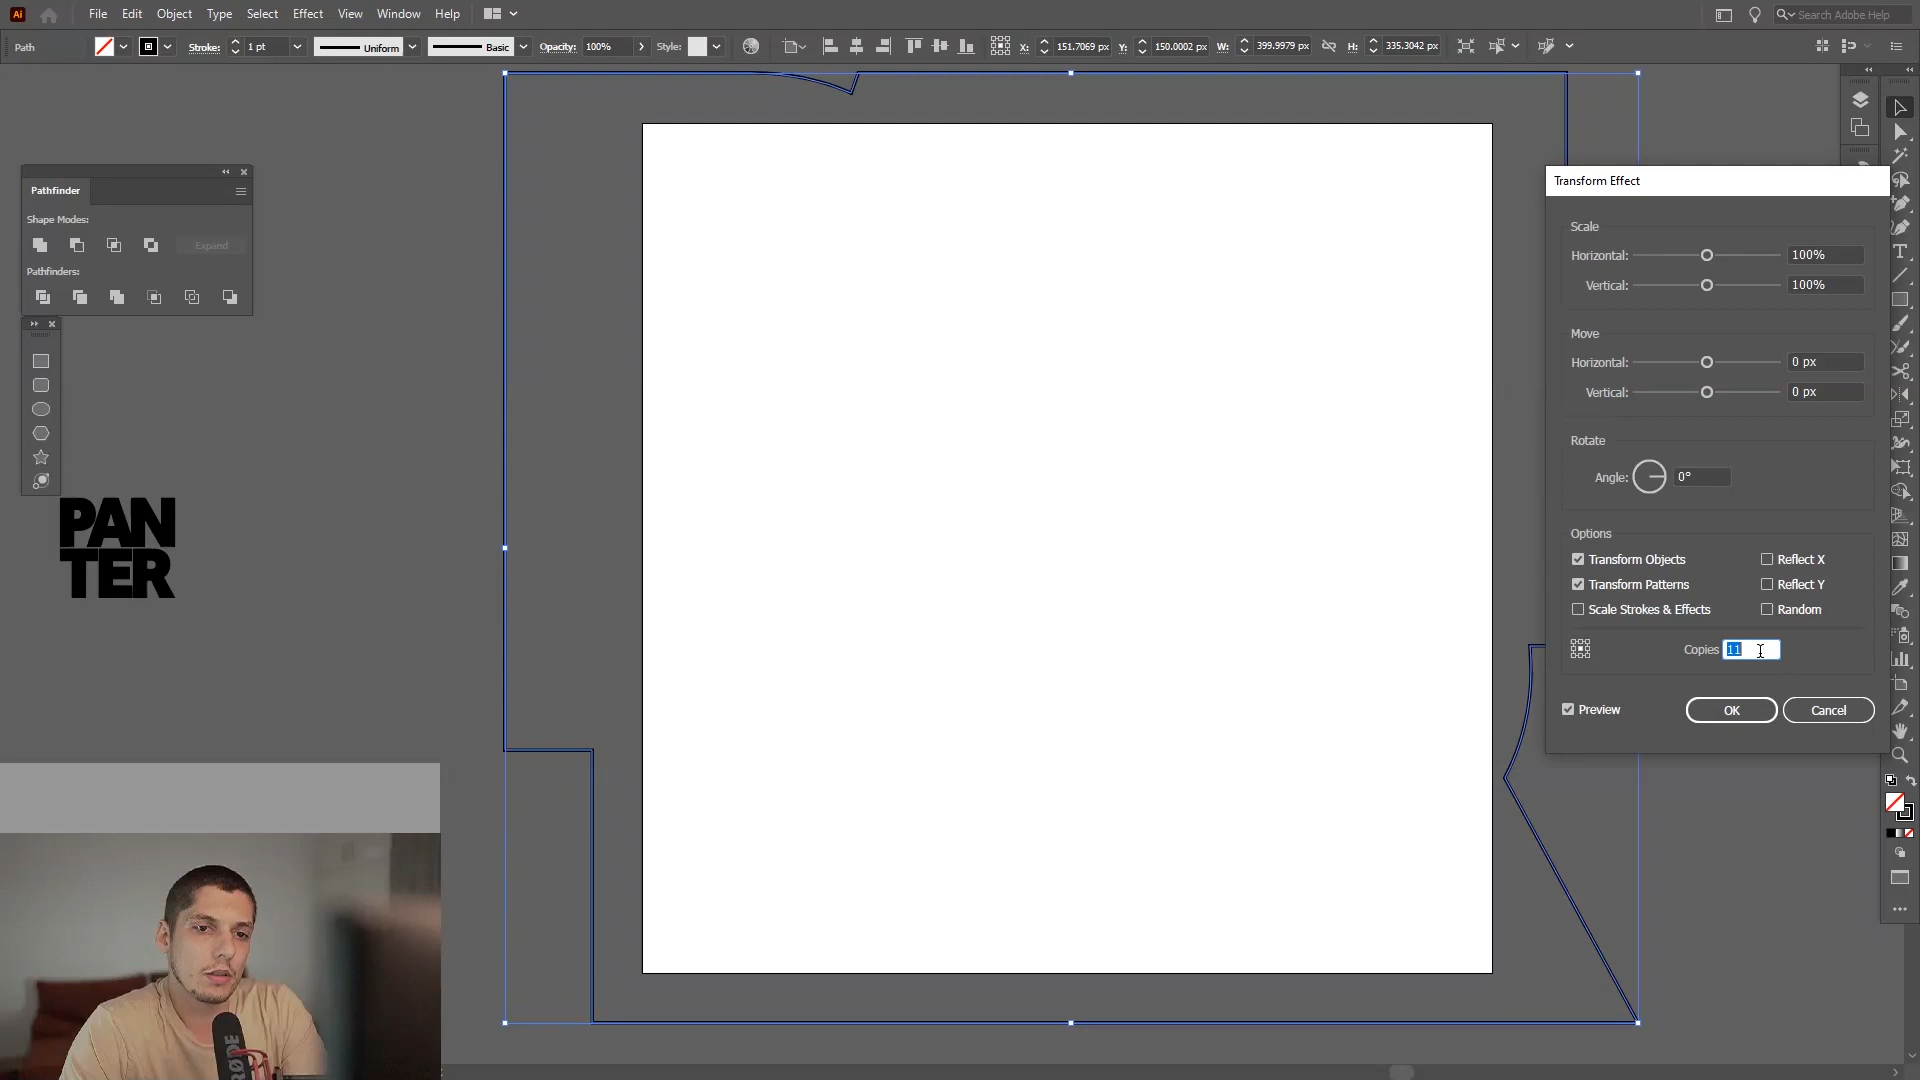 Ai File Edit Object Type Select Effect View Window Help Search Adobe Help
Path Stroke: 1 pt Uniform Basic Opacity: 100% Style: X: 151.7069 px Y: 150.0002 px W: 399.9979 px H: 335.3042 px
Pathfinder
Shape Modes:
Expand
Pathfinders:
PAN
TER
RØDE
Transform Effect
Scale
Horizontal: 100%
Vertical: 100%
Move
Horizontal: 0 px
Vertical: 0 px
Rotate
Angle: 0°
Options
Transform Objects Reflect X
Transform Patterns Reflect Y
Scale Strokes & Effects Random
Copies 11
Preview OK Cancel